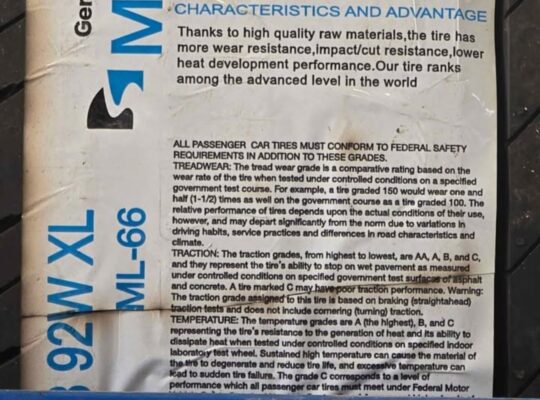 CHARACTERISTICS AND ADVANTAGE
Thanks to high quality raw materials,the tire has
more wear resistance,impact/cut resistance,lower
heat development performance.Our tire ranks
among the advanced level in the world
ALL PASSENGER CAR TIRES MUST CONFORM TO FEDERAL SAFETY
REQUIREMENTS IN ADDITION TO THESE GRADES.
TREADWEAR: The tread wear grade is a comparative rating based on the
wear rate of the tire when tested under controlled conditions on a specified
government test course. For example, a tire graded 150 would wear one and
half (1-1/2) times as well on the government course as a tire graded 100. The
relative performance of tires depends upon the actual conditions of their use,
however, and may depart significantly from the norm due to variations in
driving habits, service practices and differences in road characteristics and
climate.
TRACTION: The traction grades, from highest to lowest, are AA, A, B, and C,
and they represent the tire's ability to stop on wet pavement as measured
under controlled conditions on specified government test surfaces of asphalt
and concrete. A tire marked C may have poor traction performance. Warning:
The traction grade assigned to this tire is based on braking (straightahead)
traction tests and does not include cornering (turning) traction.
TEMPERATURE: The temperature grades are A (the highest), B, and C
representing the tire's resistance to the generation of heat and its ability to
dissipate heat when tested under controlled conditions on specified indoor
laboratory test wheel. Sustained high temperature can cause the material of
the tire to degenerate and reduce tire life, and excessive temperature can
lead to sudden tire failure. The grade C corresponds to a level of
performance which all passenger car tires must meet under Federal Motor
Ger
M
ML-66
92W XL